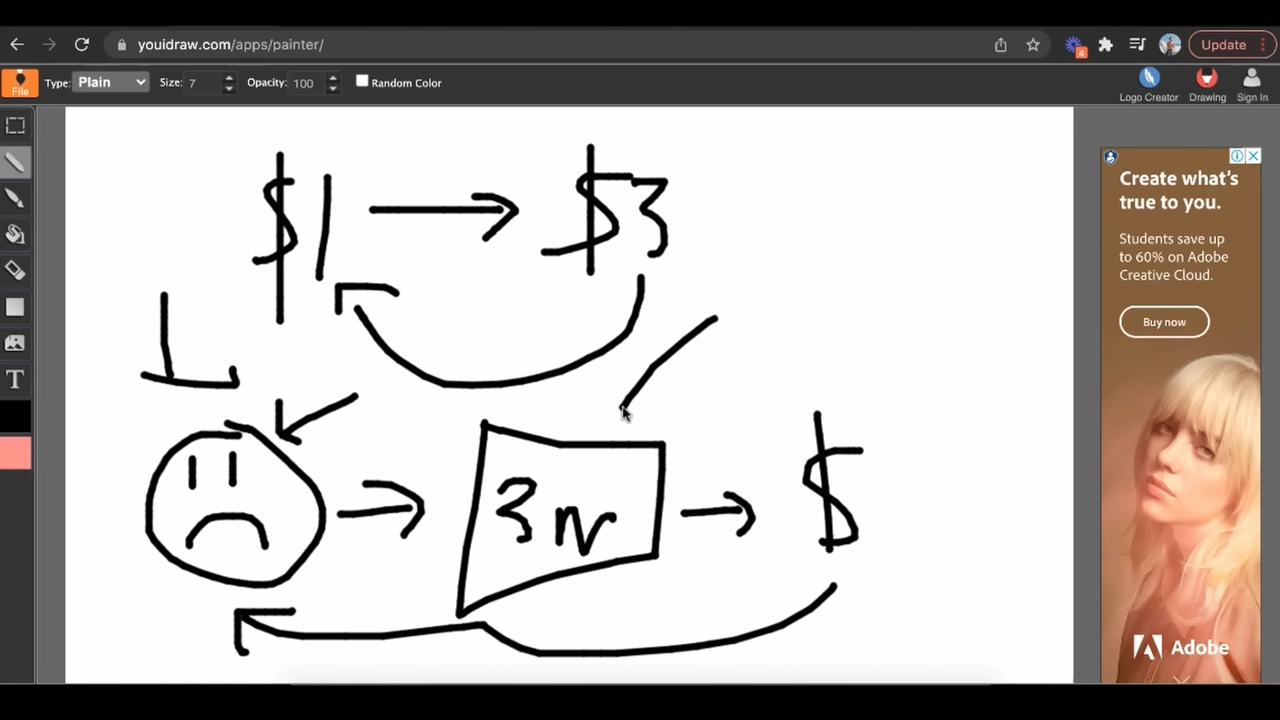 youidraw.com/apps/painter/
4
Update
File
Type: Plain
Size: 7
Opacity: 100
Random Color
Logo Creator
Drawing
Sign In
T
$1 → $3
L
→ → $
Create what's
true to you.
Students save up
to 60% on Adobe
Creative Cloud.
Buy now
Adobe